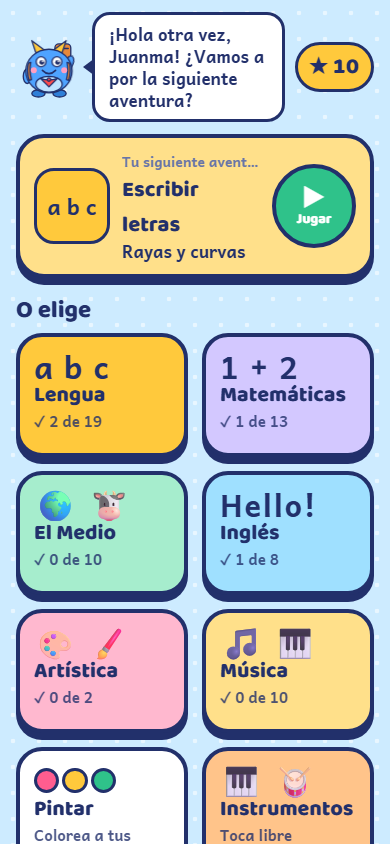 ¡Hola otra vez,
Juanma! ¿Vamos a
por la siguiente
aventura?
★ 10
Tu siguiente avent...
a b c
Escribir
letras
Rayas y curvas
Jugar
O elige
a b c
Lengua
✓ 2 de 19
1 + 2
Matemáticas
✓ 1 de 13
El Medio
✓ 0 de 10
Hello!
Inglés
✓ 1 de 8
Artística
✓ 0 de 2
Música
✓ 0 de 10
Pintar
Colorea a tus
Instrumentos
Toca libre